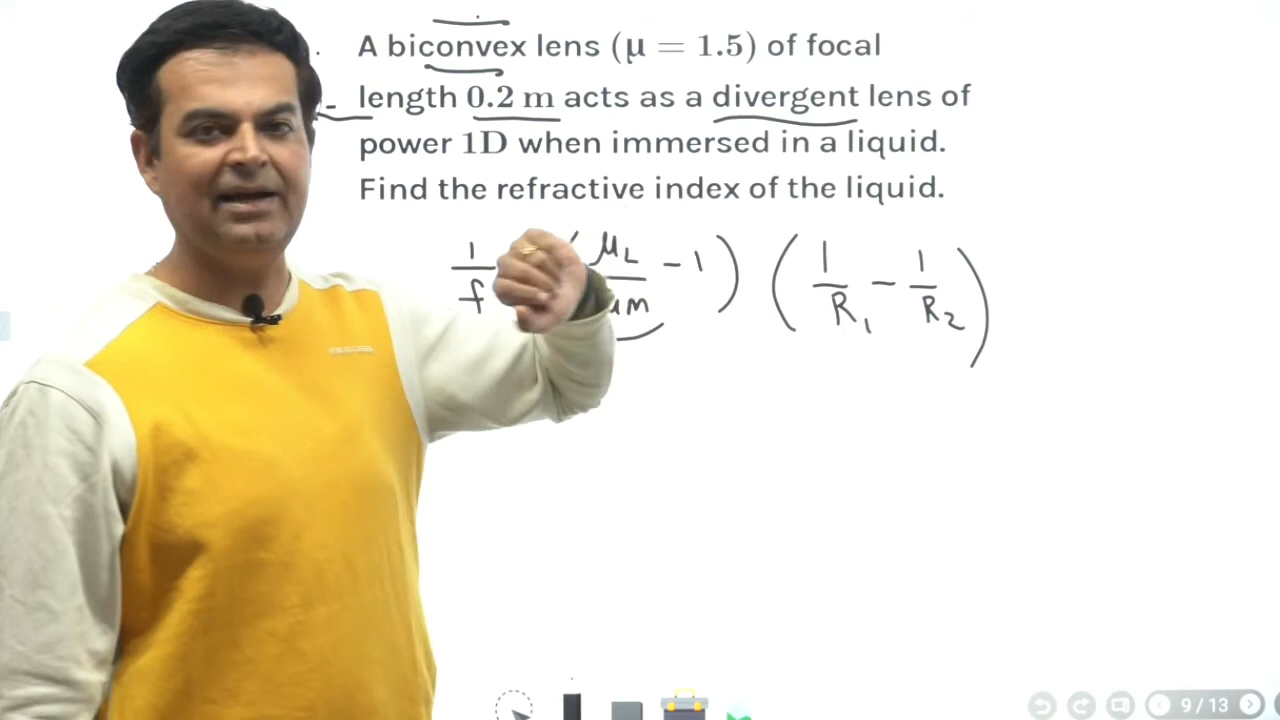 A biconvex lens (μ = 1.5) of focal
length 0.2 m acts as a divergent lens of
power 1D when immersed in a liquid.
Find the refractive index of the liquid.
1/f (μL/μm − 1) (1/R₁ − 1/R₂)
9 / 13